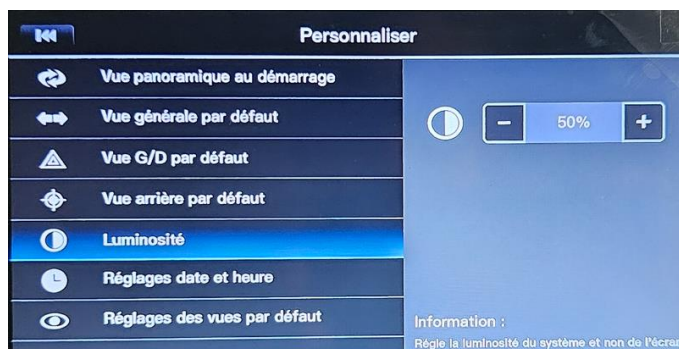 Personnaliser
Vue panoramique au démarrage
Vue générale par défaut
- 50% +
Vue G/D par défaut
Vue arrière par défaut
Luminosité
Réglages date et heure
Réglages des vues par défaut
Information :
Régle la luminosité du système et non de l'écran